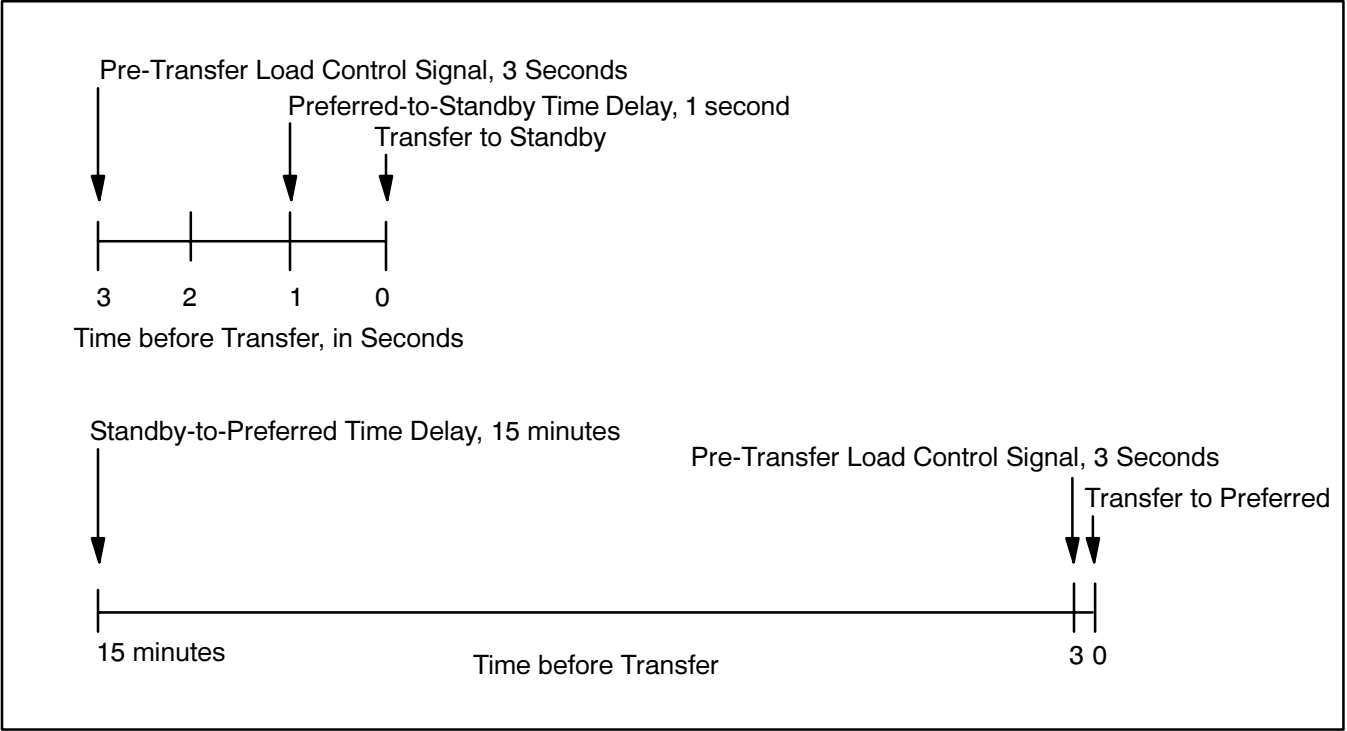 Pre-Transfer Load Control Signal, 3 Seconds
Preferred-to-Standby Time Delay, 1 second
Transfer to Standby
3 2 1 0
Time before Transfer, in Seconds
Standby-to-Preferred Time Delay, 15 minutes
Pre-Transfer Load Control Signal, 3 Seconds
Transfer to Preferred
15 minutes
3 0
Time before Transfer